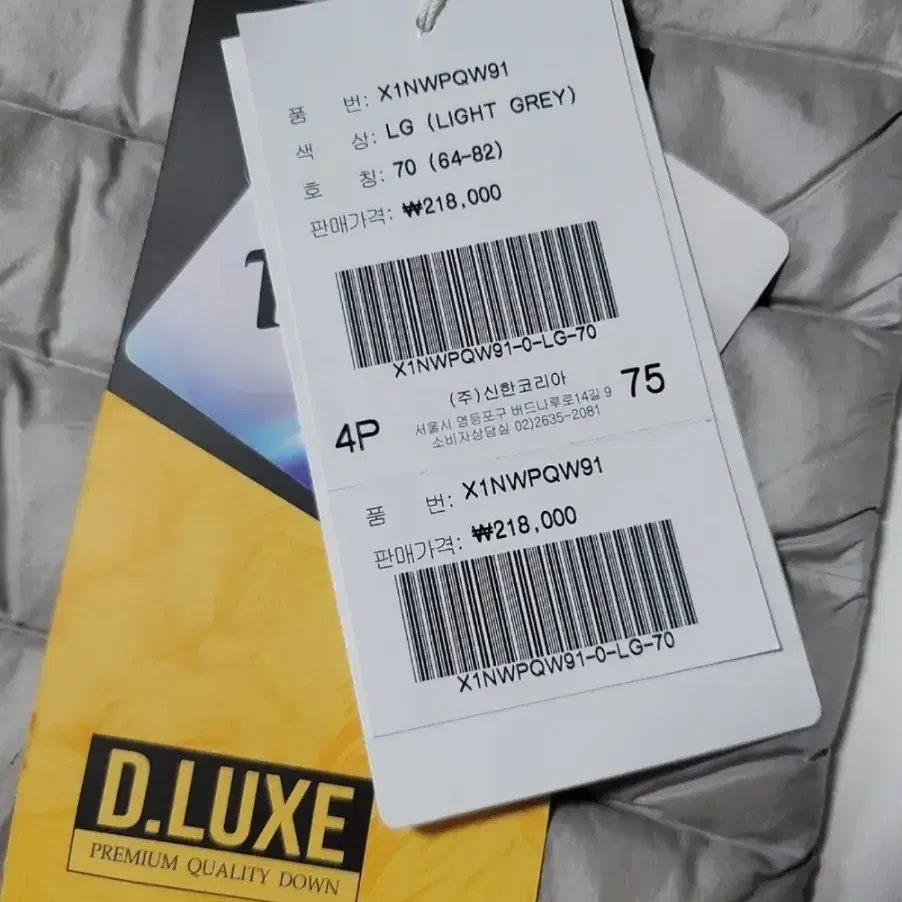 품 번: X1NWPQW91
색 상: LG (LIGHT GREY)
호 칭: 70 (64-82)
판매가격: ₩218,000
X1NWPQW91-0-LG-70
4P
(주)신한코리아
서울시 영등포구 버드나루로14길 9
소비자상담실 02)2635-2081
75
품 번: X1NWPQW91
판매가격: ₩218,000
X1NWPQW91-0-LG-70
D.LUXE
PREMIUM QUALITY DOWN